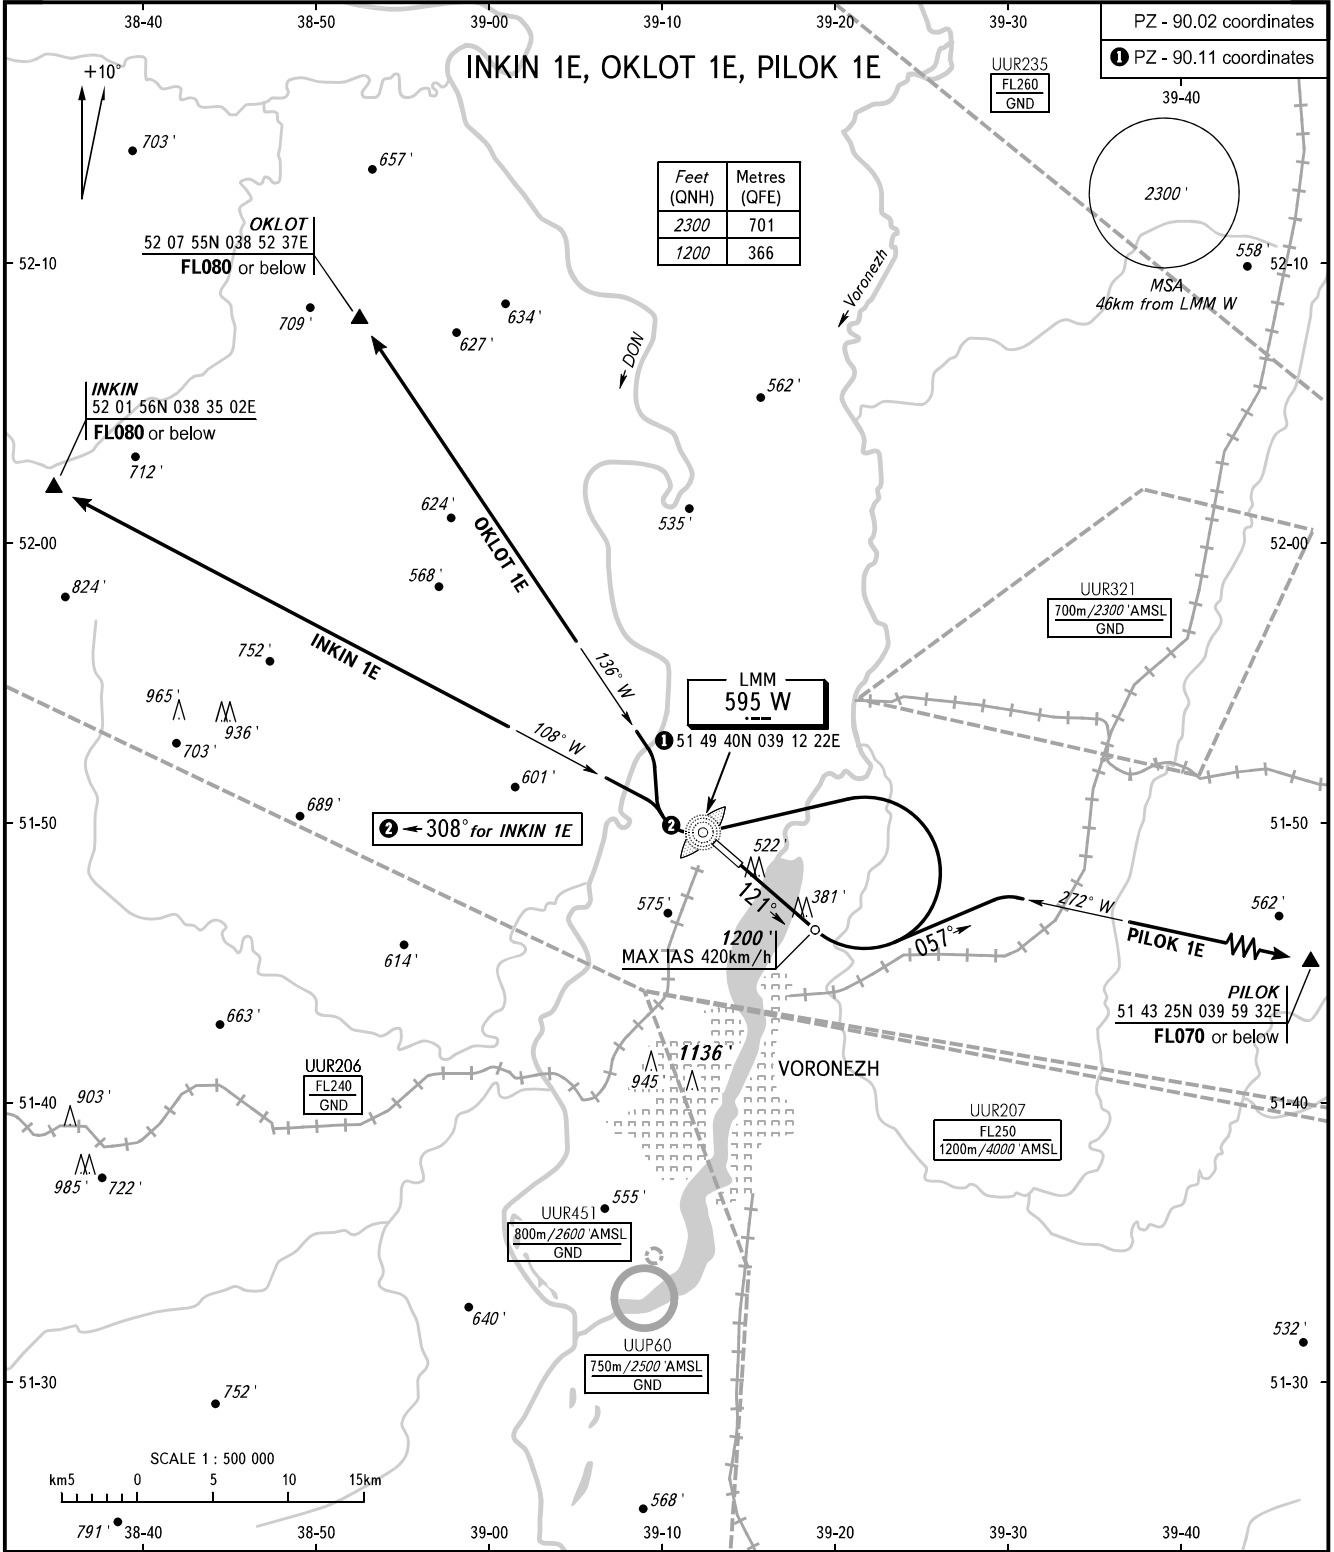 38-40
38-50
39-00
39-10
39-20
39-30
PZ - 90.02 coordinates
❶ PZ - 90.11 coordinates
39-40
INKIN 1E, OKLOT 1E, PILOK 1E
+10°
UUR235
FL260
GND
703 '
657 '
Feet (QNH) Metres (QFE)
2300 701
1200 366
2300 '
MSA
46km from LMM W
558 '
OKLOT
52 07 55N 038 52 37E
FL080 or below
52-10
52-10
Voronezh
709 '
634 '
627 '
DON
562 '
INKIN
52 01 56N 038 35 02E
FL080 or below
712 '
624 '
535 '
OKLOT 1E
52-00
52-00
568 '
824 '
UUR321
700m/2300 'AMSL
GND
INKIN 1E
752 '
136° W
965 '
936 '
703 '
108° W
LMM
595 W
❶ 51 49 40N 039 12 22E
601 '
689 '
51-50
51-50
❷ 308° for INKIN 1E
❷
522 '
121°
381 '
575 '
1200 '
MAX IAS 420km/h
057°
272° W
PILOK 1E
562 '
614 '
PILOK
51 43 25N 039 59 32E
FL070 or below
663 '
UUR206
FL240
GND
945
1136 '
VORONEZH
903 '
51-40
51-40
UUR207
FL250
1200m/4000 'AMSL
985 '
722 '
555 '
UUR451
800m/2600 'AMSL
GND
640 '
532 '
UUP60
750m/2500 'AMSL
GND
51-30
51-30
752 '
SCALE 1 : 500 000
km5 0 5 10 15km
568 '
791 '
38-40
38-50
39-00
39-10
39-20
39-30
39-40